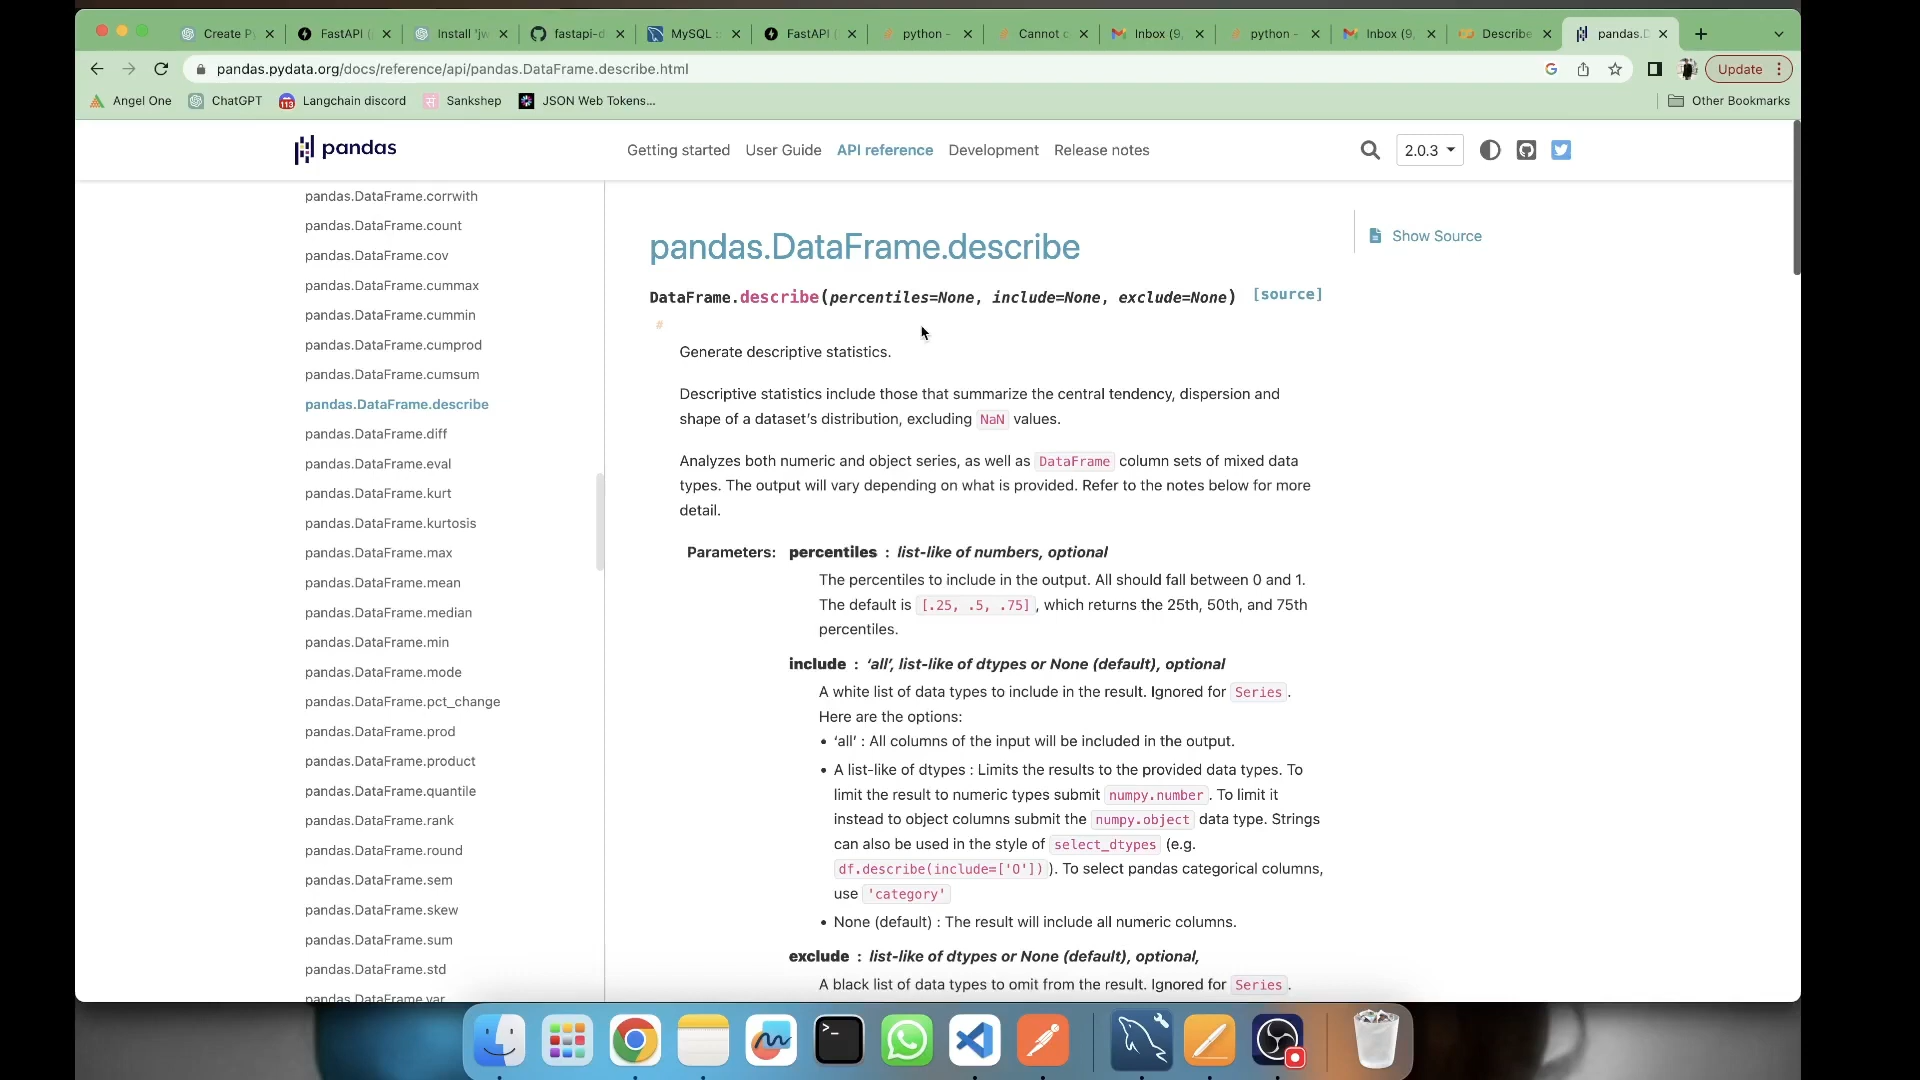 Create P
FastAPI (
Install 'jw
fastapi-d
MySQL ::
FastAPI (
python -
Cannot c
Inbox (9,
python -
Inbox (9,
Describe
pandas.D
pandas.pydata.org/docs/reference/api/pandas.DataFrame.describe.html
Update
Angel One
ChatGPT
113
Langchain discord
Sankshep
JSON Web Tokens...
Other Bookmarks
pandas
Getting started
User Guide
API reference
Development
Release notes
2.0.3
pandas.DataFrame.corrwith
pandas.DataFrame.count
pandas.DataFrame.cov
pandas.DataFrame.cummax
pandas.DataFrame.cummin
pandas.DataFrame.cumprod
pandas.DataFrame.cumsum
pandas.DataFrame.describe
pandas.DataFrame.diff
pandas.DataFrame.eval
pandas.DataFrame.kurt
pandas.DataFrame.kurtosis
pandas.DataFrame.max
pandas.DataFrame.mean
pandas.DataFrame.median
pandas.DataFrame.min
pandas.DataFrame.mode
pandas.DataFrame.pct_change
pandas.DataFrame.prod
pandas.DataFrame.product
pandas.DataFrame.quantile
pandas.DataFrame.rank
pandas.DataFrame.round
pandas.DataFrame.sem
pandas.DataFrame.skew
pandas.DataFrame.sum
pandas.DataFrame.std
pandas.DataFrame.var
pandas.DataFrame.describe
DataFrame.describe(percentiles=None, include=None, exclude=None) [source]
#
Generate descriptive statistics.
Descriptive statistics include those that summarize the central tendency, dispersion and
shape of a dataset's distribution, excluding NaN values.
Analyzes both numeric and object series, as well as DataFrame column sets of mixed data
types. The output will vary depending on what is provided. Refer to the notes below for more
detail.
Parameters: percentiles : list-like of numbers, optional
The percentiles to include in the output. All should fall between 0 and 1.
The default is [.25, .5, .75], which returns the 25th, 50th, and 75th
percentiles.
include : ‘all’, list-like of dtypes or None (default), optional
A white list of data types to include in the result. Ignored for Series.
Here are the options:
• ‘all’ : All columns of the input will be included in the output.
• A list-like of dtypes : Limits the results to the provided data types. To
limit the result to numeric types submit numpy.number. To limit it
instead to object columns submit the numpy.object data type. Strings
can also be used in the style of select_dtypes (e.g.
df.describe(include=['O'])). To select pandas categorical columns,
use 'category'
• None (default) : The result will include all numeric columns.
exclude : list-like of dtypes or None (default), optional,
A black list of data types to omit from the result. Ignored for Series.
Show Source